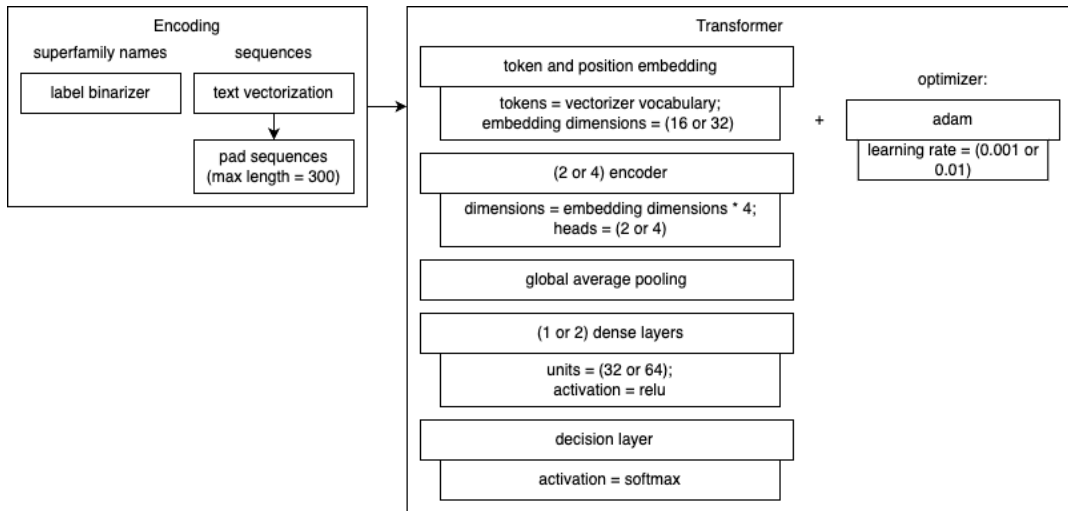 Encoding
superfamily names
sequences
label binarizer
text vectorization
pad sequences
(max length = 300)
Transformer
token and position embedding
tokens = vectorizer vocabulary;
embedding dimensions = (16 or 32)
(2 or 4) encoder
dimensions = embedding dimensions * 4;
heads = (2 or 4)
global average pooling
(1 or 2) dense layers
units = (32 or 64);
activation = relu
decision layer
activation = softmax
+
optimizer:
adam
learning rate = (0.001 or
0.01)